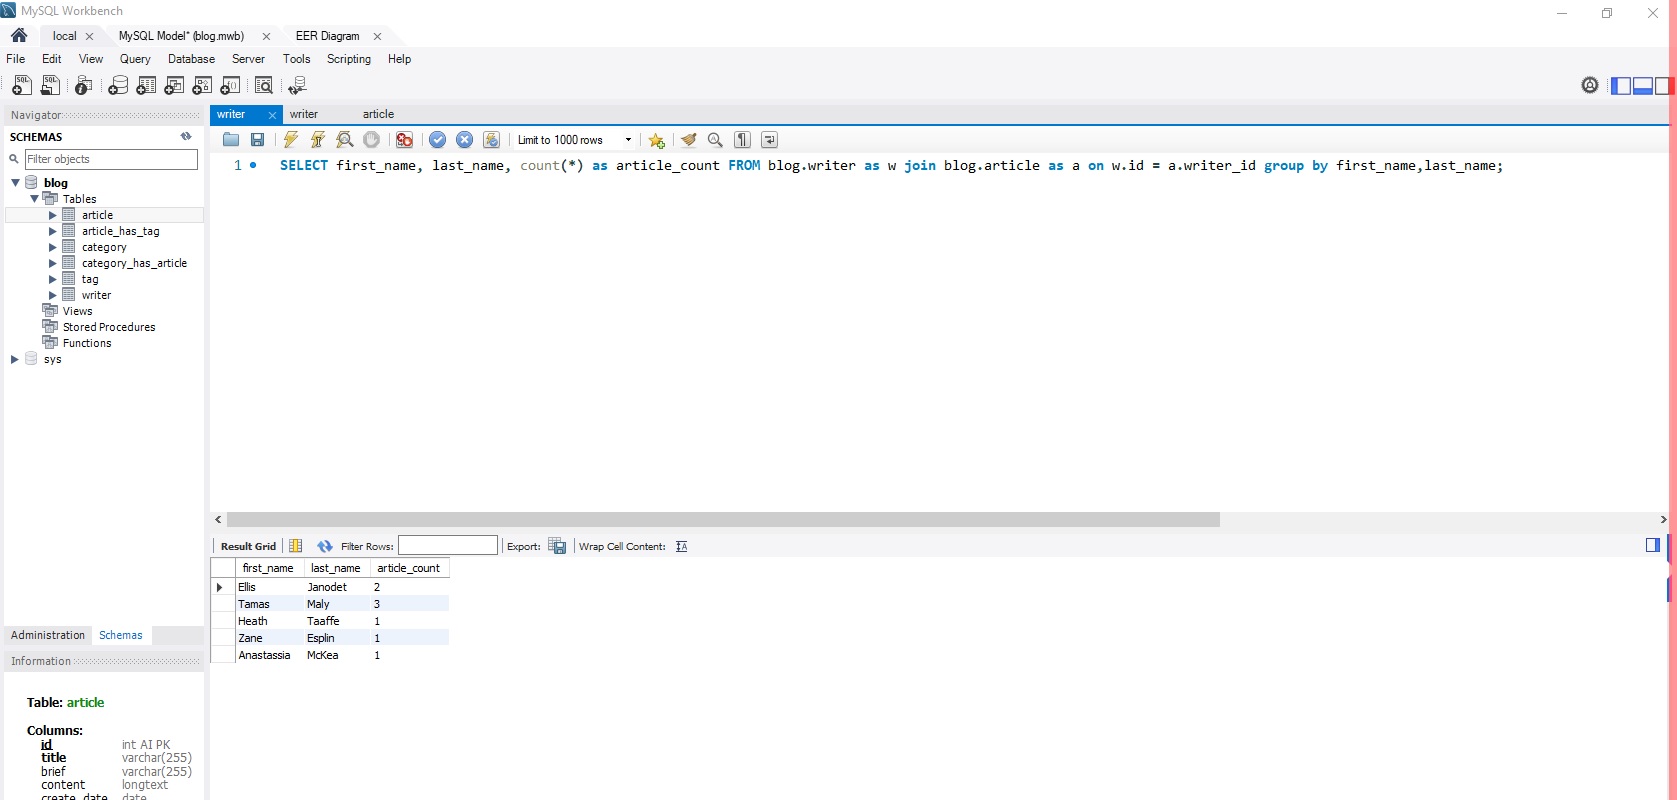 MySQL Workbench
local
MySQL Model* (blog.mwb)
EER Diagram
File Edit View Query Database Server Tools Scripting Help
Navigator
SCHEMAS
Filter objects
blog
Tables
article
article_has_tag
category
category_has_article
tag
writer
Views
Stored Procedures
Functions
sys
Administration Schemas
Information
Table: article
Columns:
id int AI PK
title varchar(255)
brief varchar(255)
content longtext
create_date date
writer writer article
Limit to 1000 rows
1 SELECT first_name, last_name, count(*) as article_count FROM blog.writer as w join blog.article as a on w.id = a.writer_id group by first_name,last_name;
Result Grid Filter Rows: Export: Wrap Cell Content:
first_name last_name article_count
Ellis Janodet 2
Tamas Maly 3
Heath Taaffe 1
Zane Esplin 1
Anastassia McKea 1